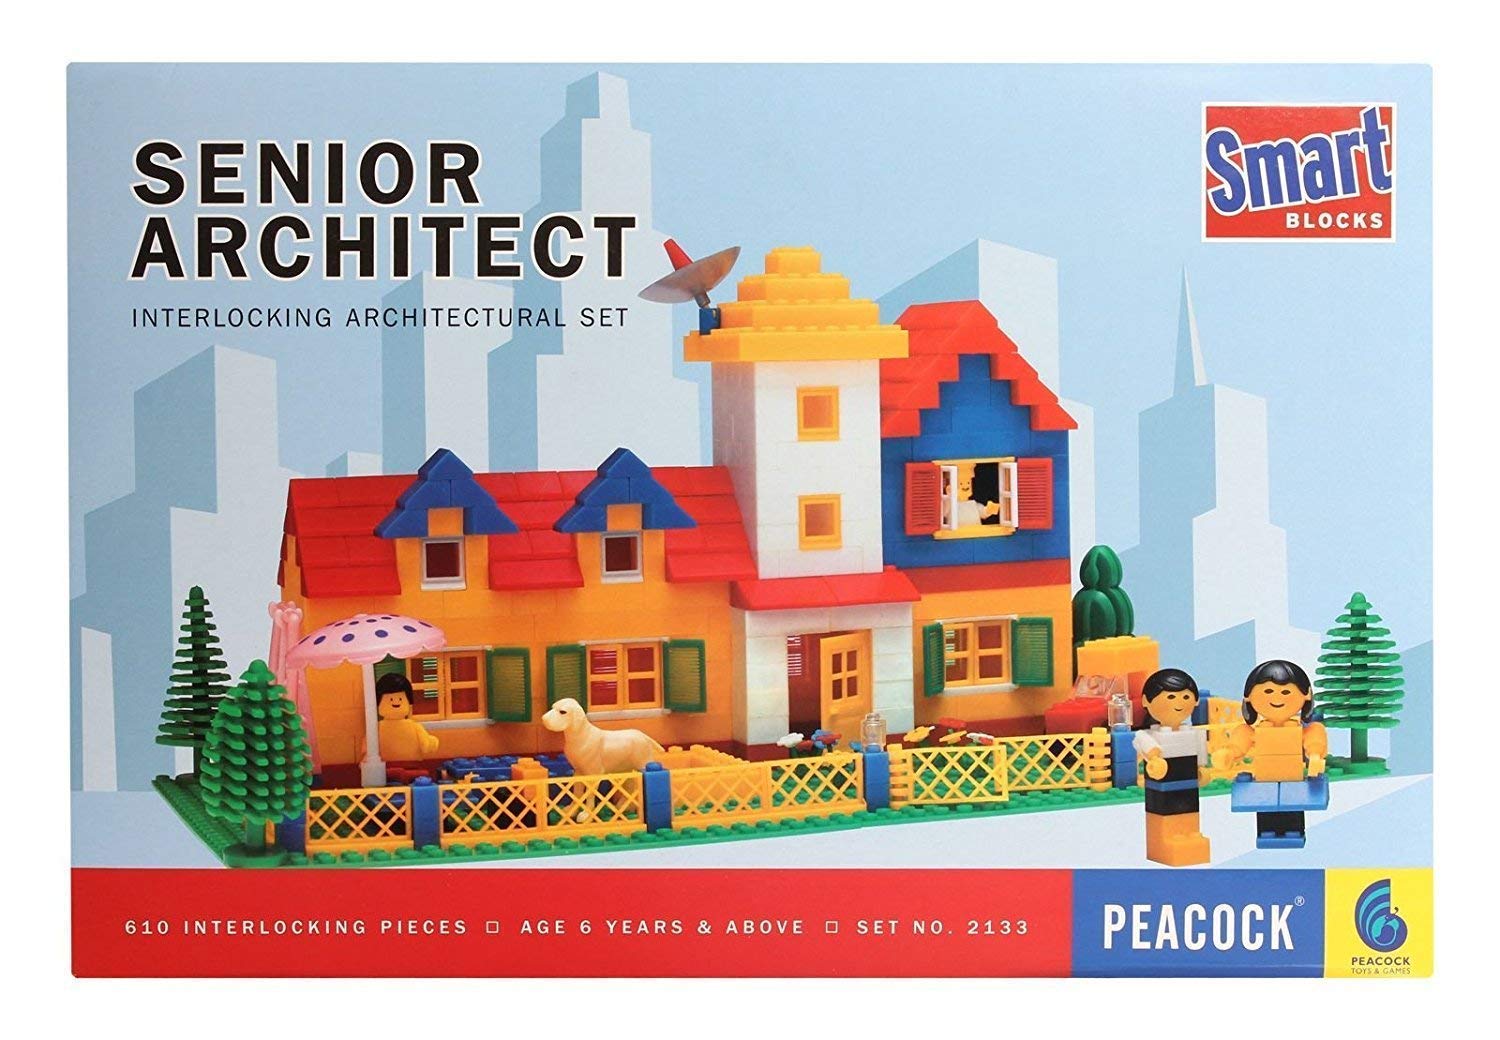 SENIOR
ARCHITECT
INTERLOCKING ARCHITECTURAL SET
Smart
BLOCKS
610 INTERLOCKING PIECES □ AGE 6 YEARS & ABOVE □ SET NO. 2133
PEACOCK®
PEACOCK
TOYS & GAMES